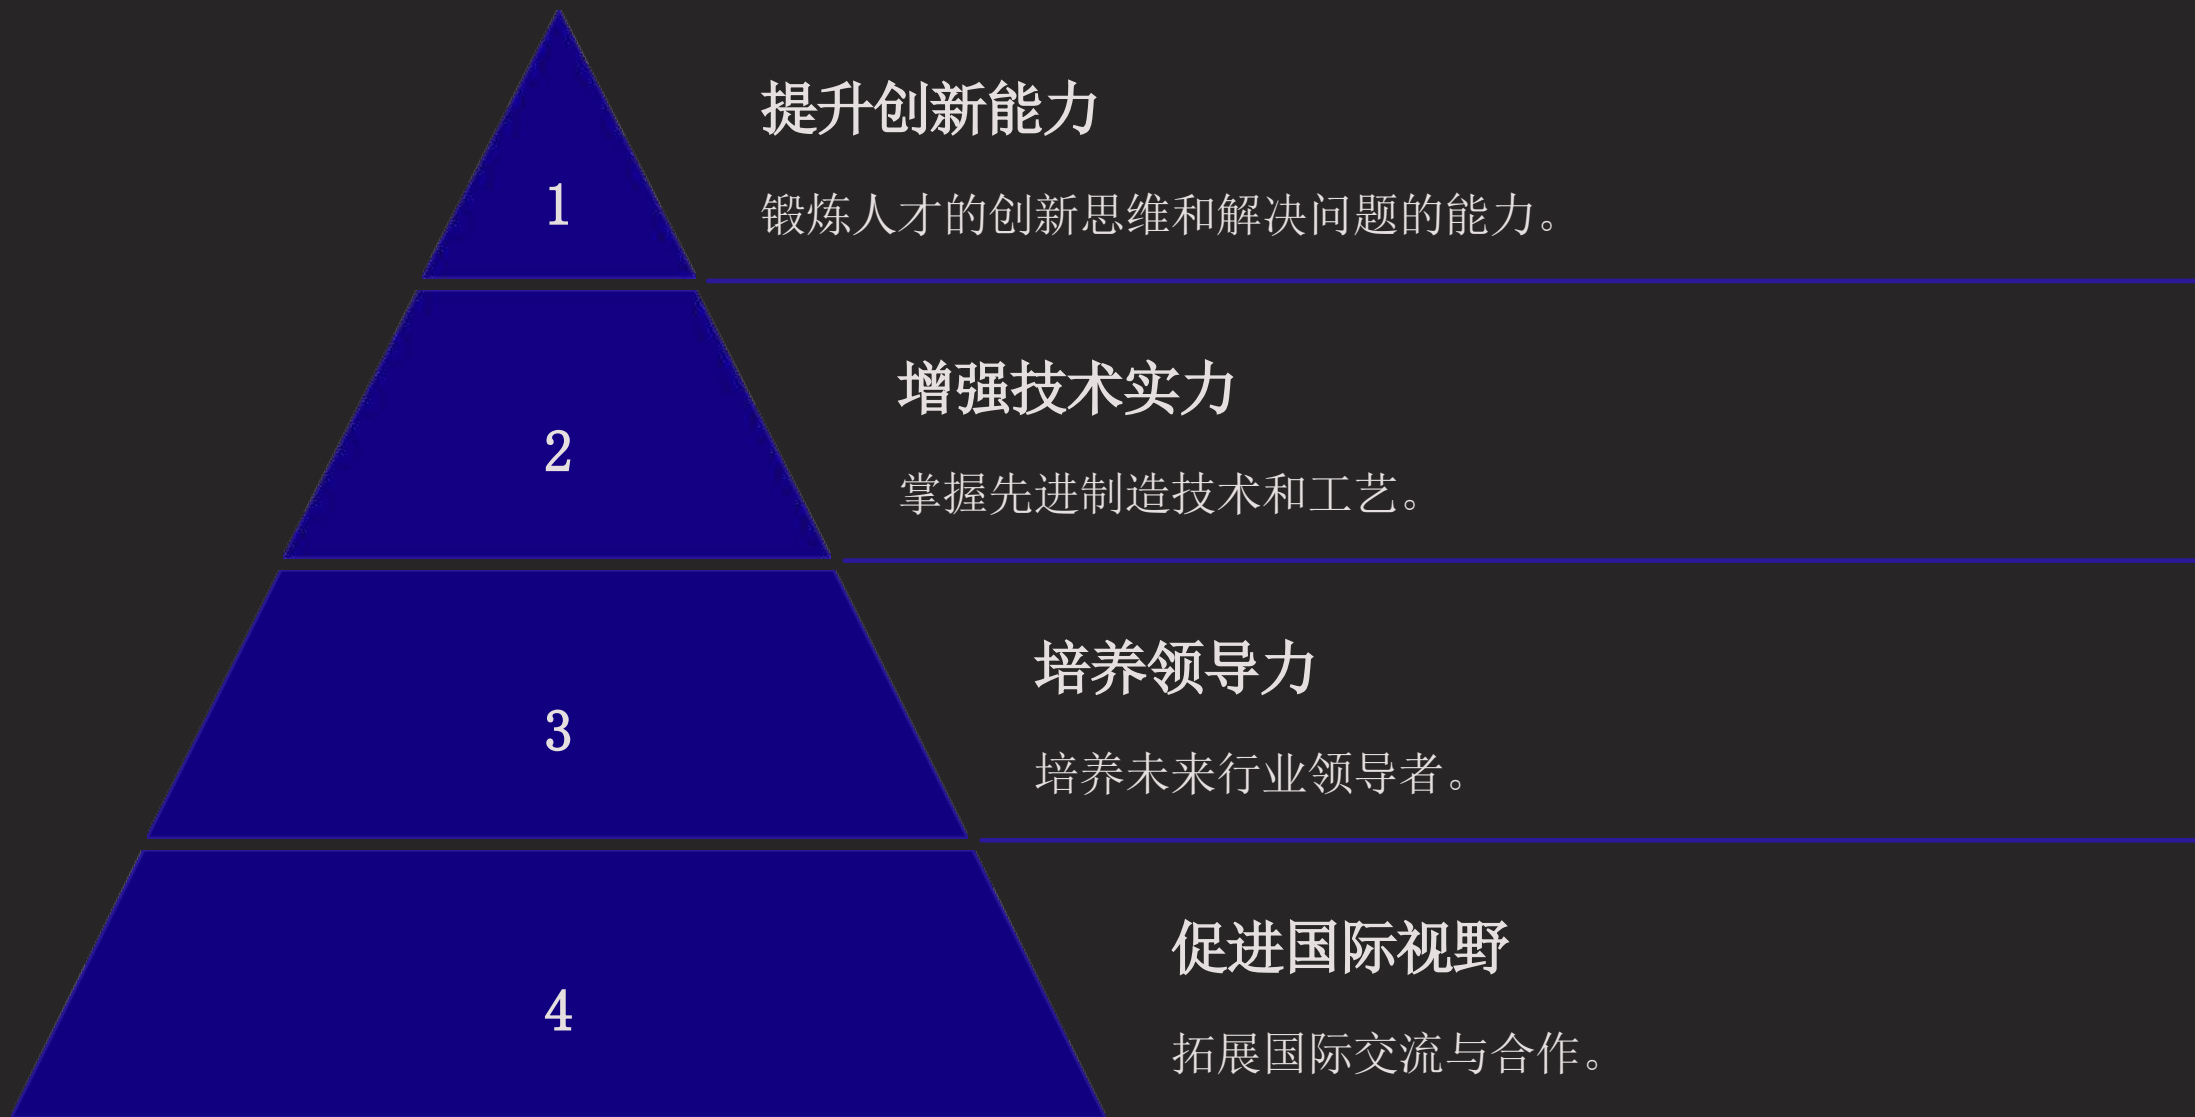 提升创新能力
1
锻炼人才的创新思维和解决问题的能力。
增强技术实力
2
掌握先进制造技术和工艺。
培养领导力
3
培养未来行业领导者。
促进国际视野
4
拓展国际交流与合作。